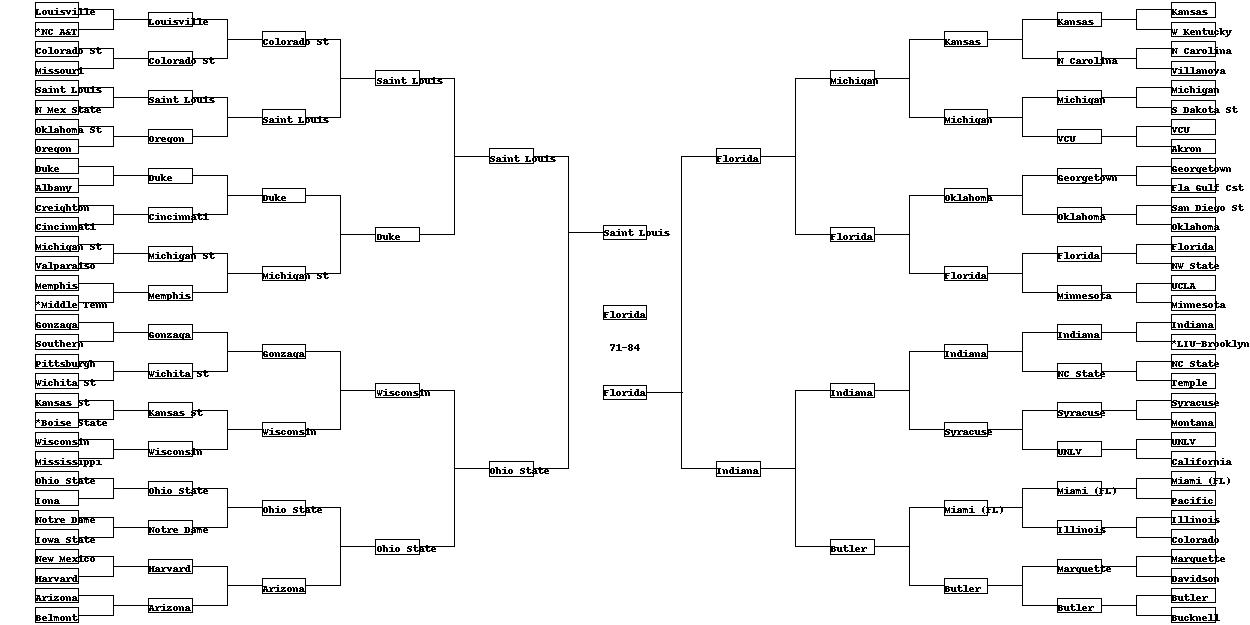 Louisville
*NC A&T
Colorado St
Missouri
Saint Louis
N Mex State
Oklahoma St
Oregon
Duke
Albany
Creighton
Cincinnati
Michigan St
Valparaiso
Memphis
*Middle Tenn
Gonzaga
Southern
Pittsburgh
Wichita St
Kansas St
*Boise State
Wisconsin
Mississippi
Ohio State
Iona
Notre Dame
Iowa State
New Mexico
Harvard
Arizona
Belmont
Louisville
Colorado St
Saint Louis
Oregon
Duke
Cincinnati
Michigan St
Memphis
Gonzaga
Wichita St
Kansas St
Wisconsin
Ohio State
Notre Dame
Harvard
Arizona
Colorado St
Saint Louis
Duke
Michigan St
Gonzaga
Wisconsin
Ohio State
Arizona
Saint Louis
Duke
Wisconsin
Ohio State
Saint Louis
Ohio State
Saint Louis
Florida
71-84
Florida
Florida
Indiana
Michigan
Florida
Indiana
Butler
Kansas
Michigan
Oklahoma
Florida
Indiana
Syracuse
Miami (FL)
Butler
Kansas
N Carolina
Michigan
VCU
Georgetown
Oklahoma
Florida
Minnesota
Indiana
NC State
Syracuse
UNLV
Miami (FL)
Illinois
Marquette
Butler
Kansas
W Kentucky
N Carolina
Villanova
Michigan
S Dakota St
VCU
Akron
Georgetown
Fla Gulf Cst
San Diego St
Oklahoma
Florida
NW State
UCLA
Minnesota
Indiana
*LIU-Brooklyn
NC State
Temple
Syracuse
Montana
UNLV
California
Miami (FL)
Pacific
Illinois
Colorado
Marquette
Davidson
Butler
Bucknell